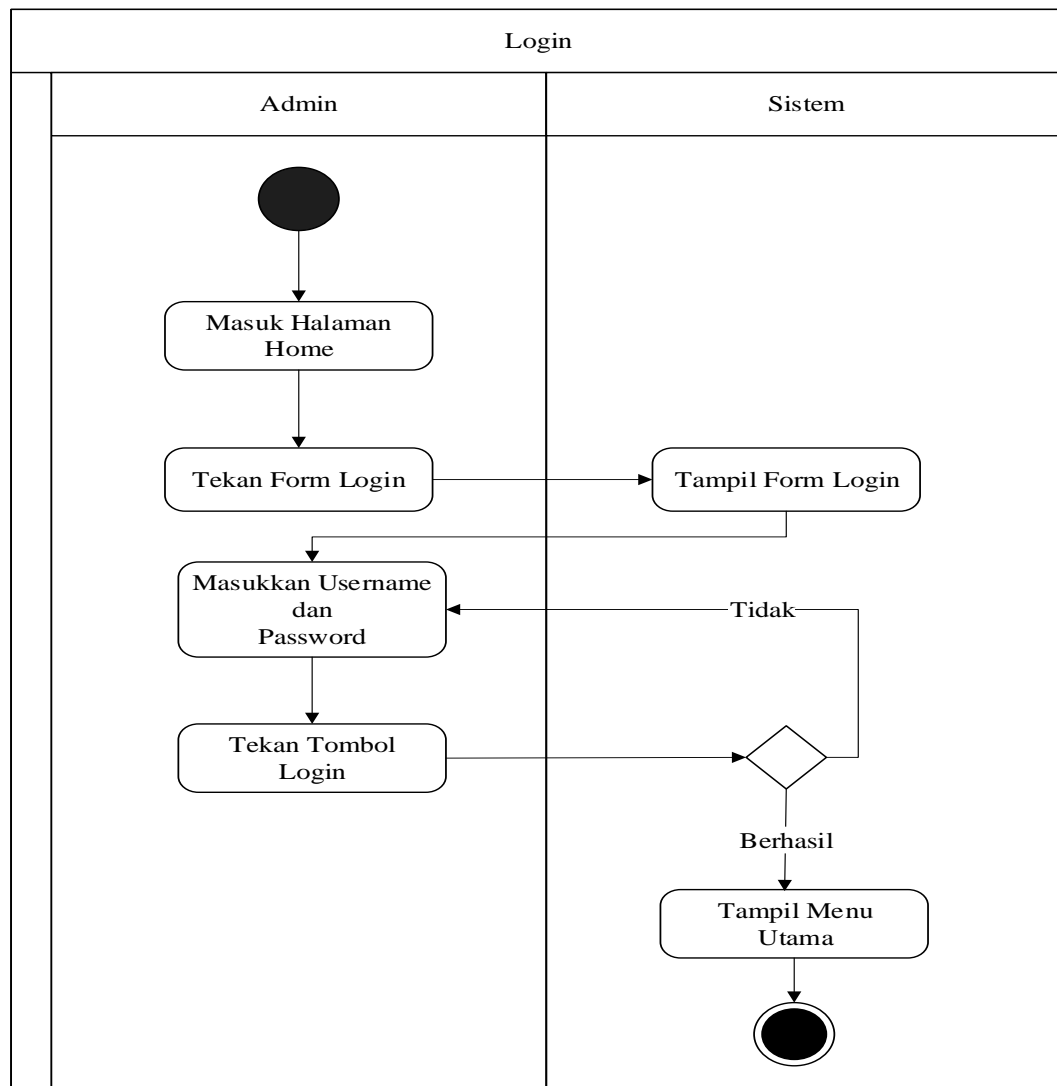 Login
Admin
Sistem
Masuk Halaman
Home
Tekan Form Login
Tampil Form Login
Masukkan Username
dan
Password
Tidak
Tekan Tombol
Login
Berhasil
Tampil Menu
Utama